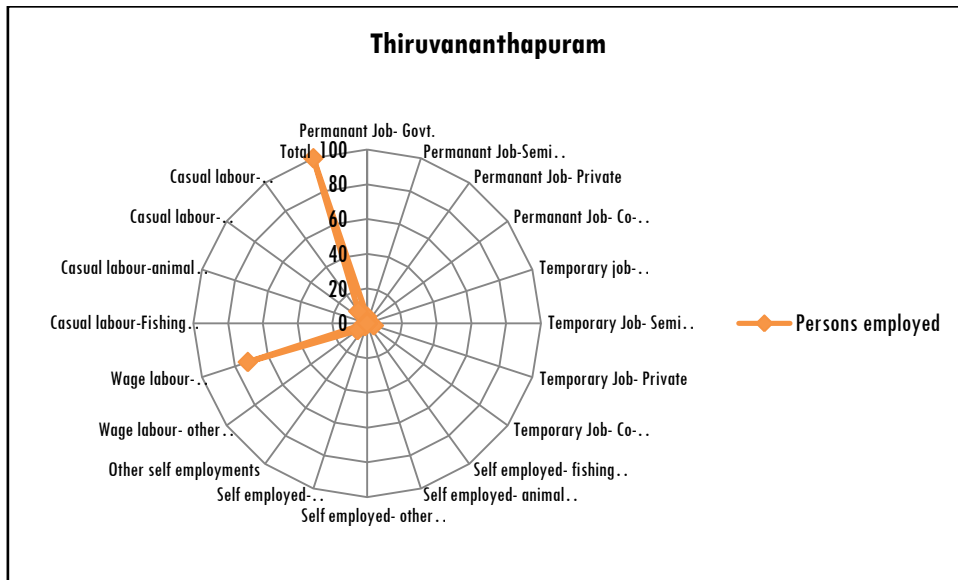 Thiruvananthapuram
Permanant Job- Govt.
Permanant Job-Semi..
Permanant Job- Private
Permanant Job- Co-..
Temporary job-..
Temporary Job- Semi..
Temporary Job- Private
Temporary Job- Co-..
Self employed- fishing..
Self employed- animal..
Self employed- other..
Self employed-..
Other self employments
Wage labour- other..
Wage labour-..
Casual labour-Fishing..
Casual labour-animal..
Casual labour-..
Casual labour-..
Total
100
80
60
40
20
0
Persons employed